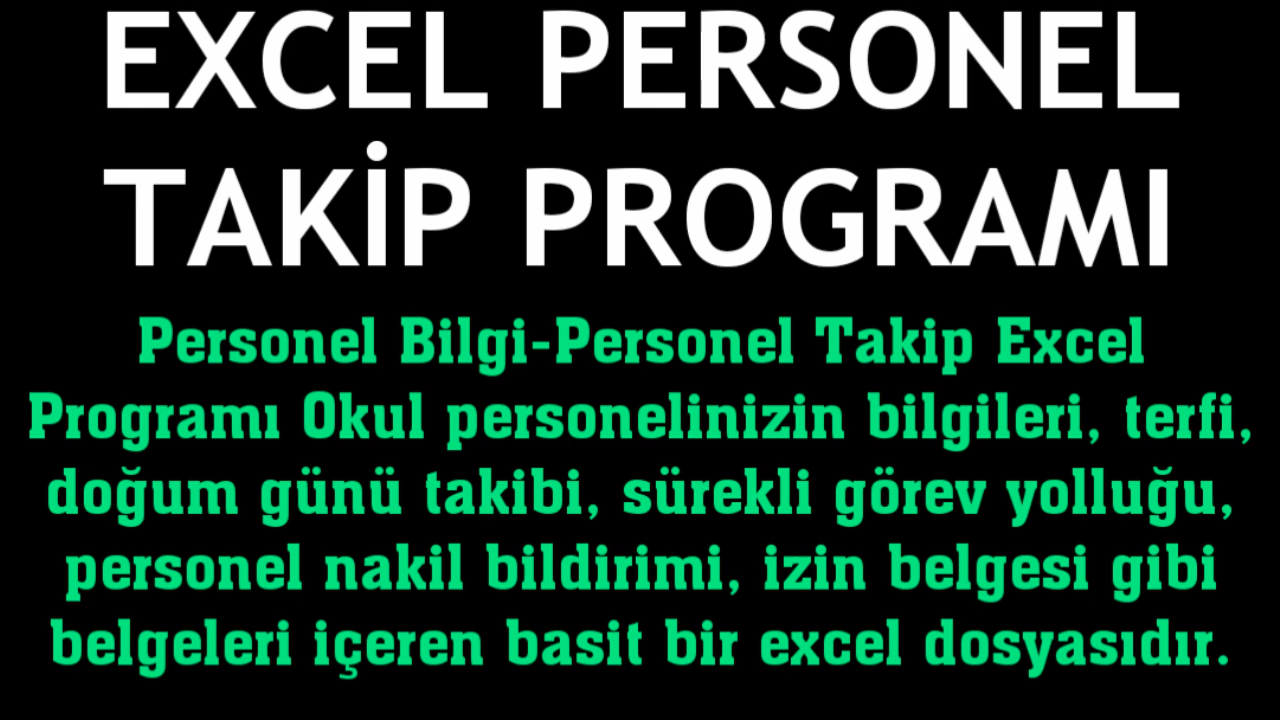 EXCEL PERSONEL
TAKİP PROGRAMI
Personel Bilgi-Personel Takip Excel
Programı Okul personelinizin bilgileri, terfi,
doğum günü takibi, sürekli görev yolluğu,
personel nakil bildirimi, izin belgesi gibi
belgeleri içeren basit bir excel dosyasıdır.